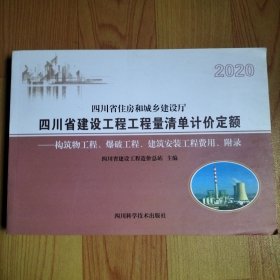 2020
四川省住房和城乡建设厅
四川省建设工程工程量清单计价定额
——构筑物工程、爆破工程、建筑安装工程费用、附录
四川省建设工程造价总站 主编
四川科学技术出版社